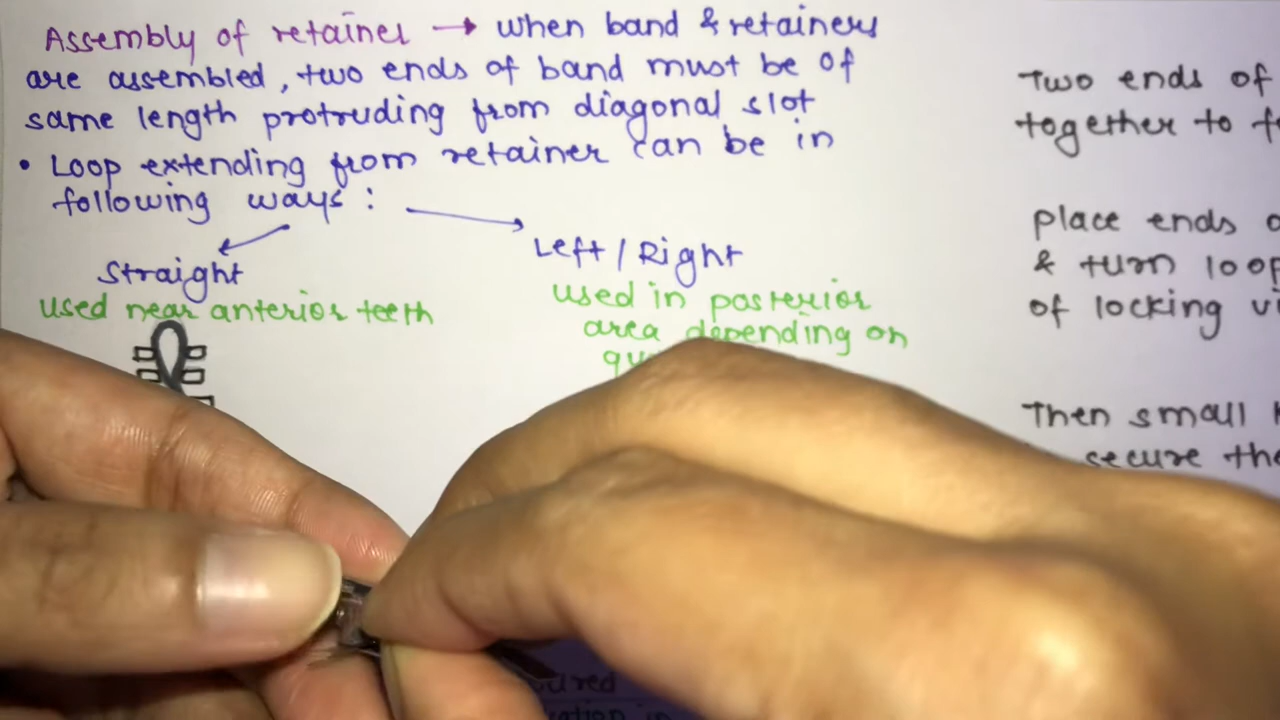 Assembly of retainer → when band & retainers
are assembled, two ends of band must be of
same length protruding from diagonal slot
• Loop extending from retainer can be in
following ways :
Straight
used near anterior teeth
Left / Right
used in posterior
area depending on
Two ends of
together to
place ends
& turn loop
of locking
Then small
secure the